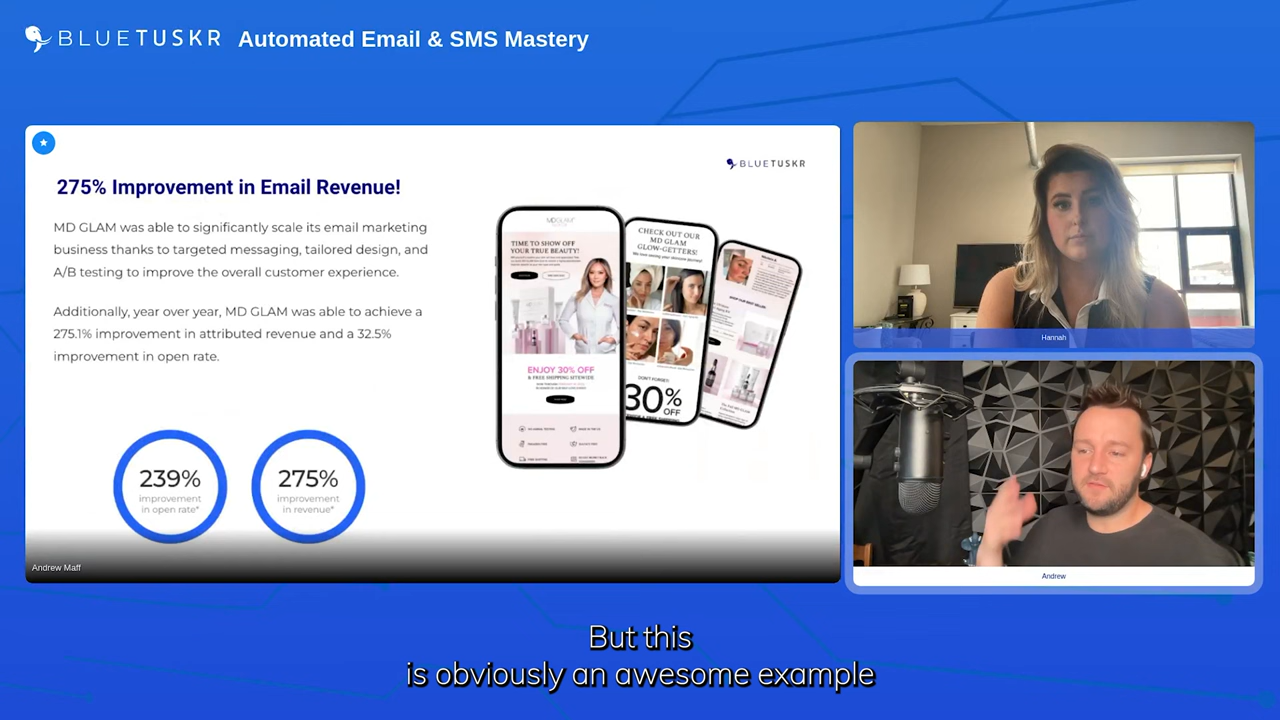 BLUETUSKR Automated Email & SMS Mastery
BLUETUSKR
275% Improvement in Email Revenue!
MD GLAM was able to significantly scale its email marketing
business thanks to targeted messaging, tailored design, and
A/B testing to improve the overall customer experience.
Additionally, year over year, MD GLAM was able to achieve a
275.1% improvement in attributed revenue and a 32.5%
improvement in open rate.
239%
improvement
in open rate*
275%
improvement
in revenue*
MD GLAM
TIME TO SHOW OFF
YOUR TRUE BEAUTY!
ENJOY 30% OFF
& FREE SHIPPING SITEWIDE
CHECK OUT OUR
MD GLAM
GLOW-GETTERS!
DON'T FORGET!
30%
OFF
Andrew Maff
Hannah
Andrew
But this
is obviously an awesome example